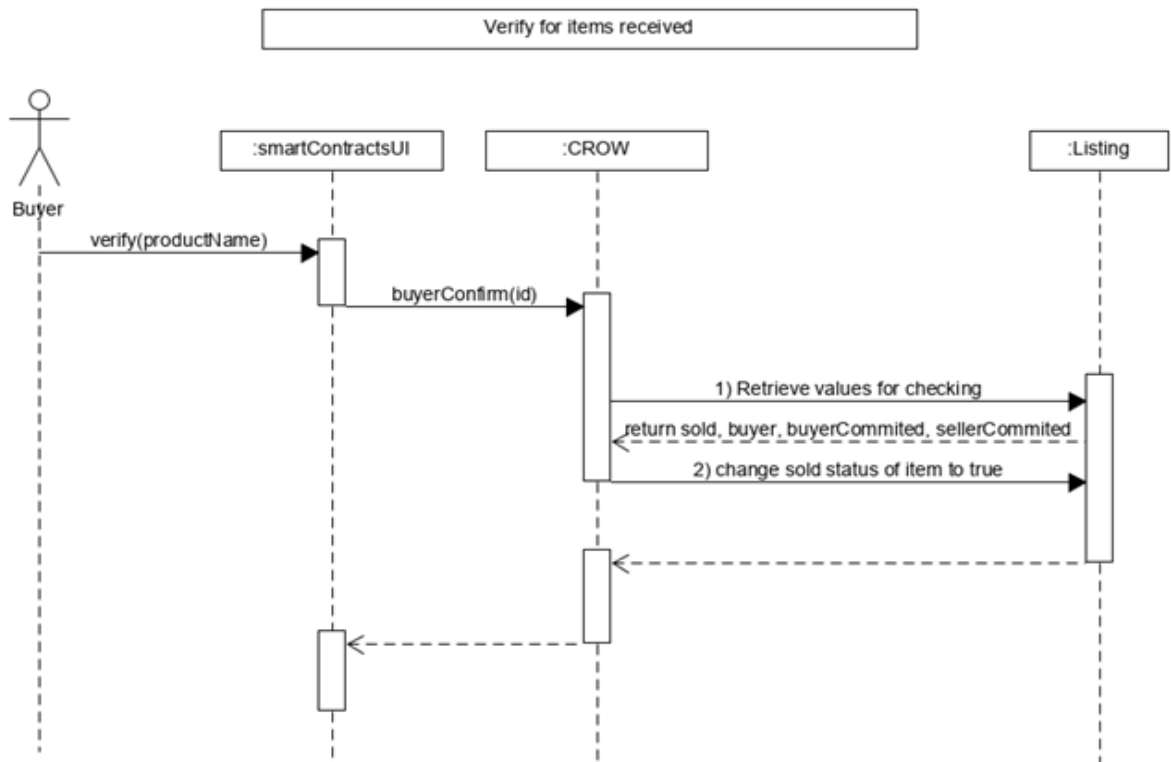 Verify for items received
:smartContractsUI
:CROW
:Listing
Buyer
verify(productName)
buyerConfirm(id)
1) Retrieve values for checking
return sold, buyer, buyerCommited, sellerCommited
2) change sold status of item to true